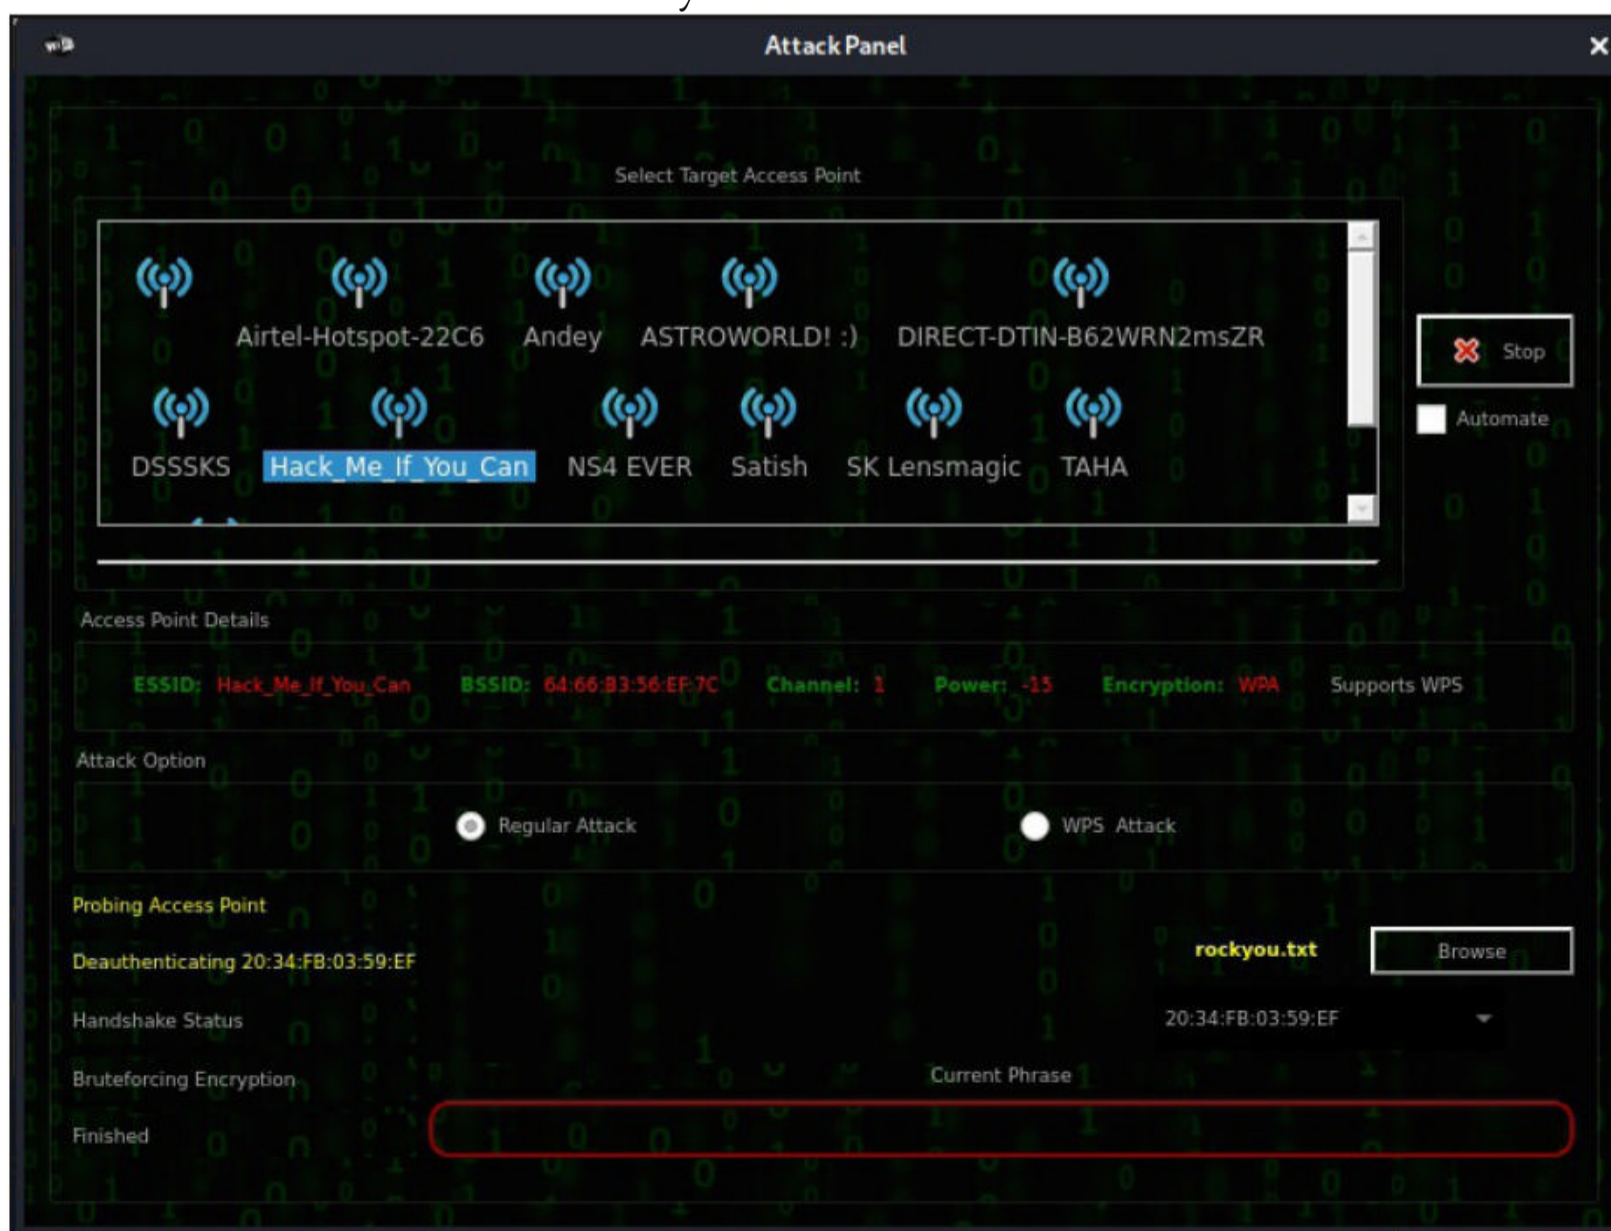 Attack Panel
Select Target Access Point
Airtel-Hotspot-22C6 Andey ASTROWORLD! :) DIRECT-DTIN-B62WRN2msZR
Stop
Automate
DSSSKS Hack_Me_If_You_Can NS4 EVER Satish SK Lensmagic TAHA
Access Point Details
ESSID: Hack_Me_If_You_Can BSSID: 64:66:B3:56:EF:7C Channel: 1 Power: -15 Encryption: WPA Supports WPS
Attack Option
Regular Attack WPS Attack
Probing Access Point
rockyou.txt Browse
Deauthenticating 20:34:FB:03:59:EF
Handshake Status 20:34:FB:03:59:EF
Bruteforcing Encryption Current Phrase
Finished